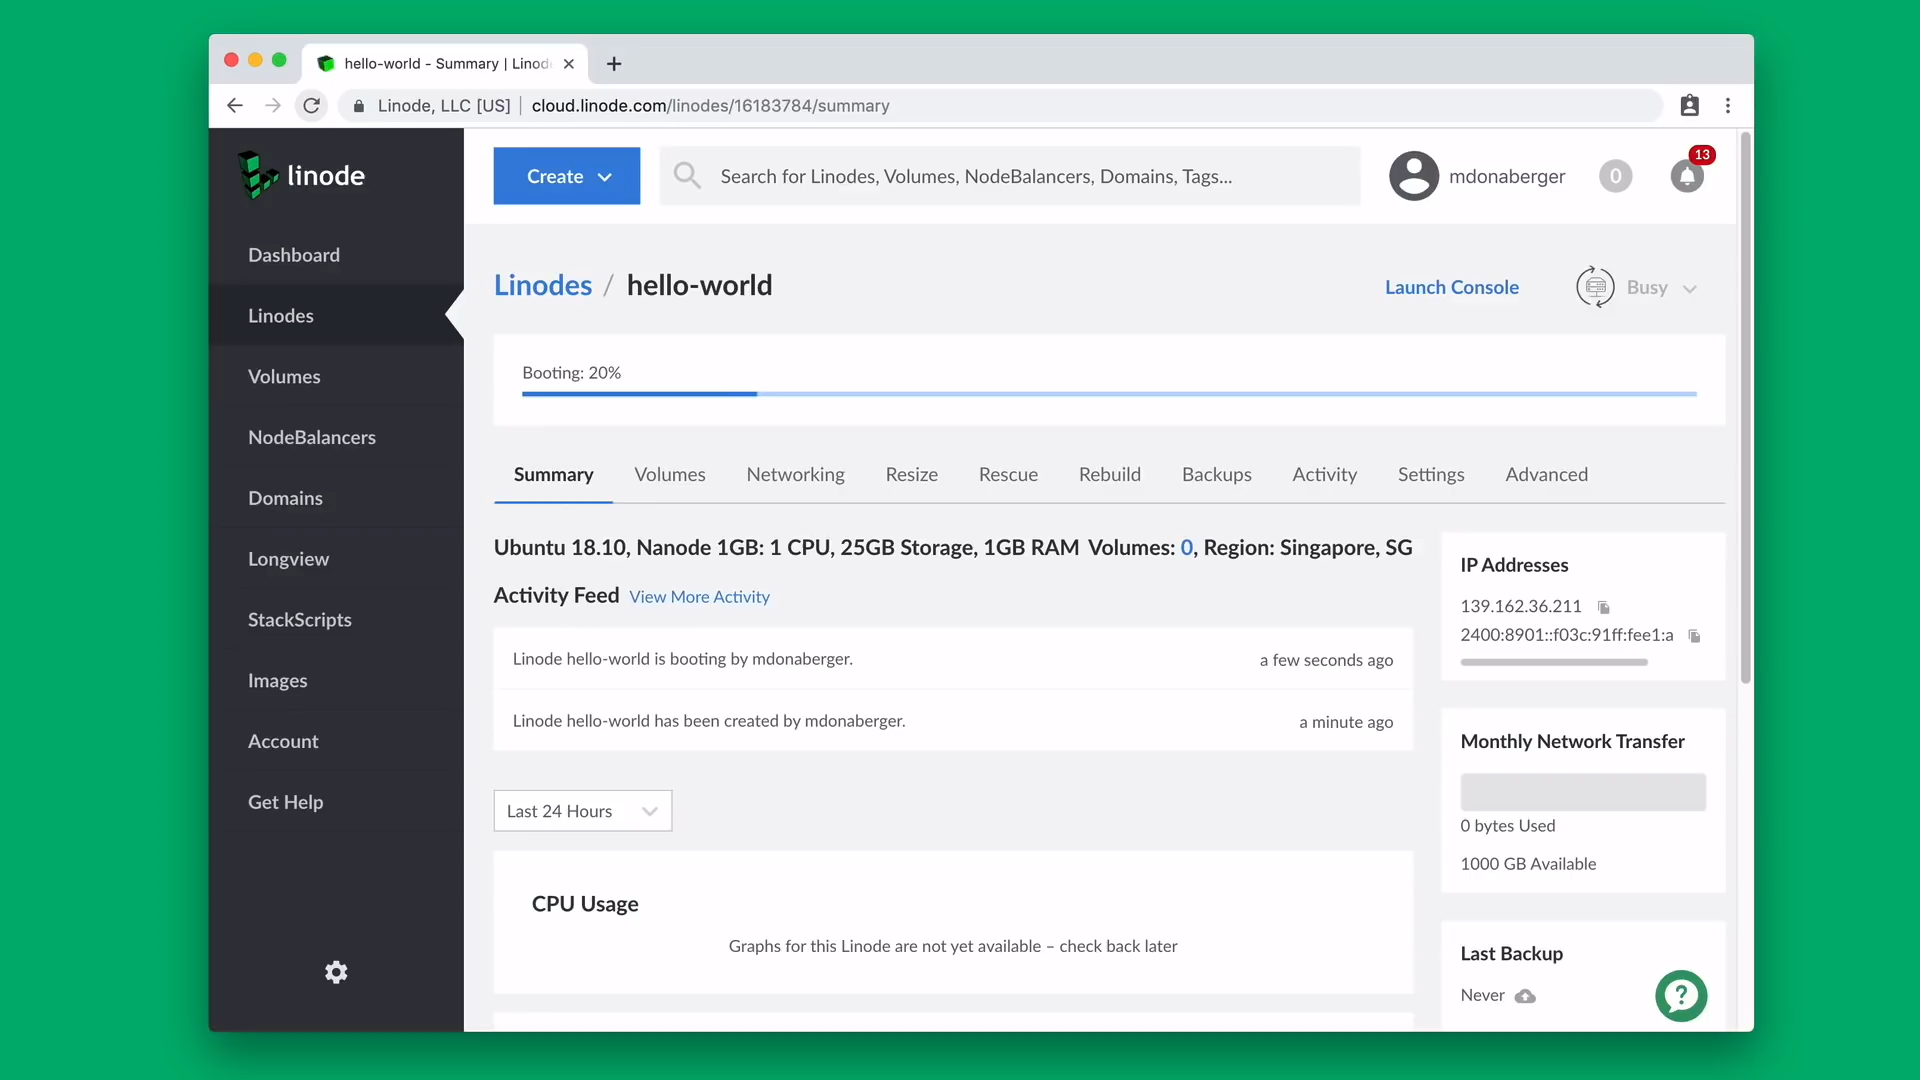 hello-world - Summary | Linod
Linode, LLC [US] | cloud.linode.com/linodes/16183784/summary
linode
Create
Search for Linodes, Volumes, NodeBalancers, Domains, Tags...
mdonaberger
0
13
Dashboard
Linodes
Volumes
NodeBalancers
Domains
Longview
StackScripts
Images
Account
Get Help
Linodes / hello-world
Launch Console
Busy
Booting: 20%
Summary Volumes Networking Resize Rescue Rebuild Backups Activity Settings Advanced
Ubuntu 18.10, Nanode 1GB: 1 CPU, 25GB Storage, 1GB RAM Volumes: 0, Region: Singapore, SG
Activity Feed View More Activity
Linode hello-world is booting by mdonaberger. a few seconds ago
Linode hello-world has been created by mdonaberger. a minute ago
Last 24 Hours
CPU Usage
Graphs for this Linode are not yet available – check back later
IP Addresses
139.162.36.211
2400:8901::f03c:91ff:fee1:a
Monthly Network Transfer
0 bytes Used
1000 GB Available
Last Backup
Never
?